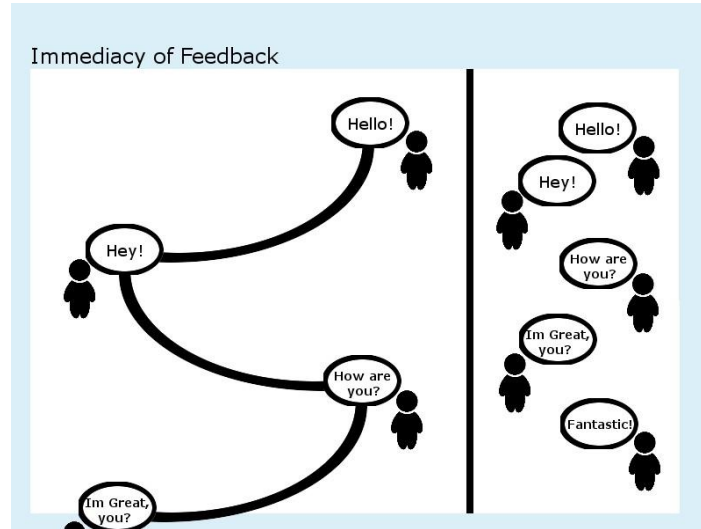 Immediacy of Feedback
Hello!
Hey!
How are
you?
Im Great,
you?
Hello!
Hey!
How are
you?
Im Great,
you?
Fantastic!